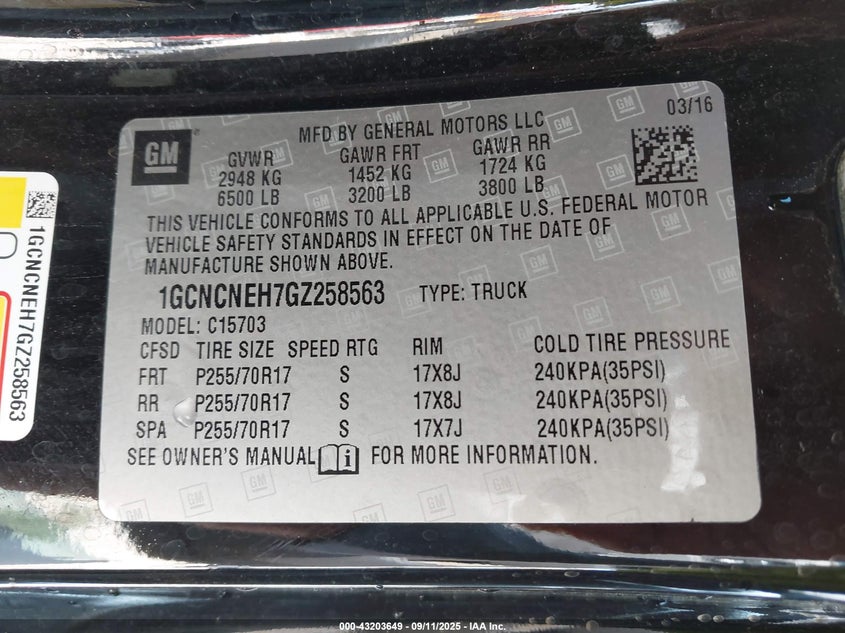 03/16
GM
MFD BY GENERAL MOTORS LLC
GVWR GAWR FRT GAWR RR
2948 KG 1452 KG 1724 KG
6500 LB 3200 LB 3800 LB
THIS VEHICLE CONFORMS TO ALL APPLICABLE U.S. FEDERAL MOTOR
VEHICLE SAFETY STANDARDS IN EFFECT ON THE DATE OF
MANUFACTURE SHOWN ABOVE.
1GCNCNEH7GZ258563 TYPE: TRUCK
MODEL: C15703
CFSD TIRE SIZE SPEED RTG RIM COLD TIRE PRESSURE
FRT P255/70R17 S 17X8J 240KPA(35PSI)
RR P255/70R17 S 17X8J 240KPA(35PSI)
SPA P255/70R17 S 17X7J 240KPA(35PSI)
SEE OWNER'S MANUAL i FOR MORE INFORMATION.
1GCNCNEH7GZ258563
000-43203649 - 09/11/2025 - IAA Inc.